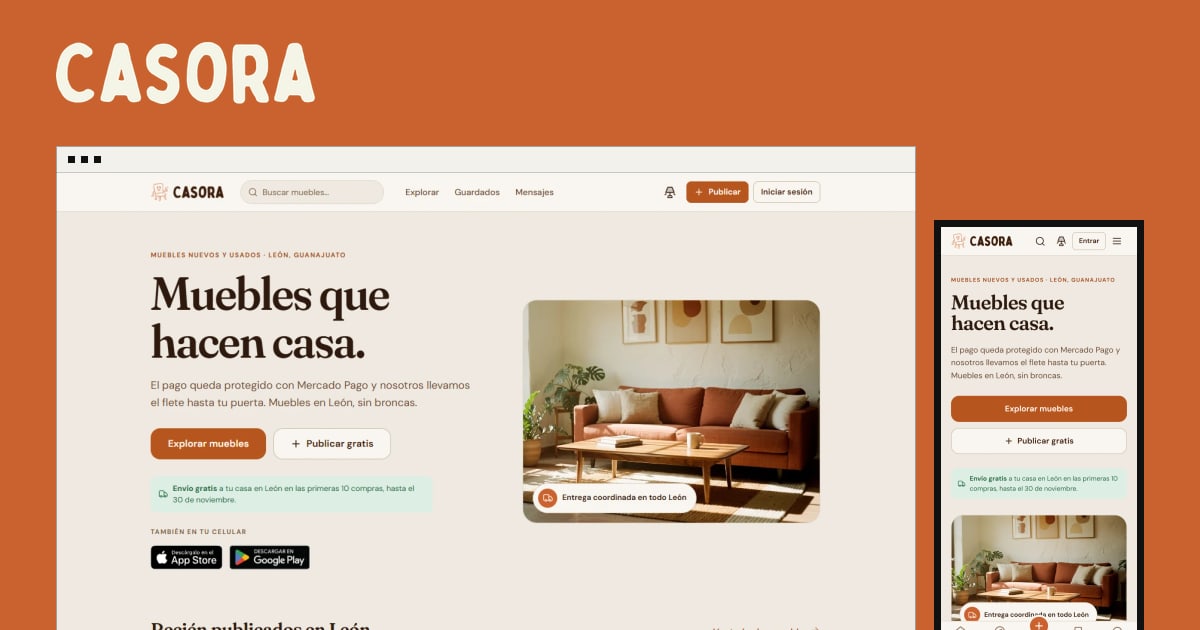 CASORA
CASORA
Buscar muebles...
Explorar
Guardados
Mensajes
+ Publicar
Iniciar sesión
MUEBLES NUEVOS Y USADOS · LEÓN, GUANAJUATO
Muebles que
hacen casa.
El pago queda protegido con Mercado Pago y nosotros llevamos
el flete hasta tu puerta. Muebles en León, sin broncas.
Explorar muebles
+ Publicar gratis
Envío gratis a tu casa en León en las primeras 10 compras, hasta el
30 de noviembre.
TAMBIÉN EN TU CELULAR
Descárgalo en el
App Store
DESCARGAR EN
Google Play
Entrega coordinada en todo León
Recién publicados en León
CASORA
Entrar
MUEBLES NUEVOS Y USADOS · LEÓN, GUANAJUATO
Muebles que
hacen casa.
El pago queda protegido con Mercado Pago y
nosotros llevamos el flete hasta tu puerta.
Muebles en León, sin broncas.
Explorar muebles
+ Publicar gratis
Envío gratis a tu casa en León en las primeras 10
compras, hasta el 30 de noviembre.
Entrega coordinada en todo León